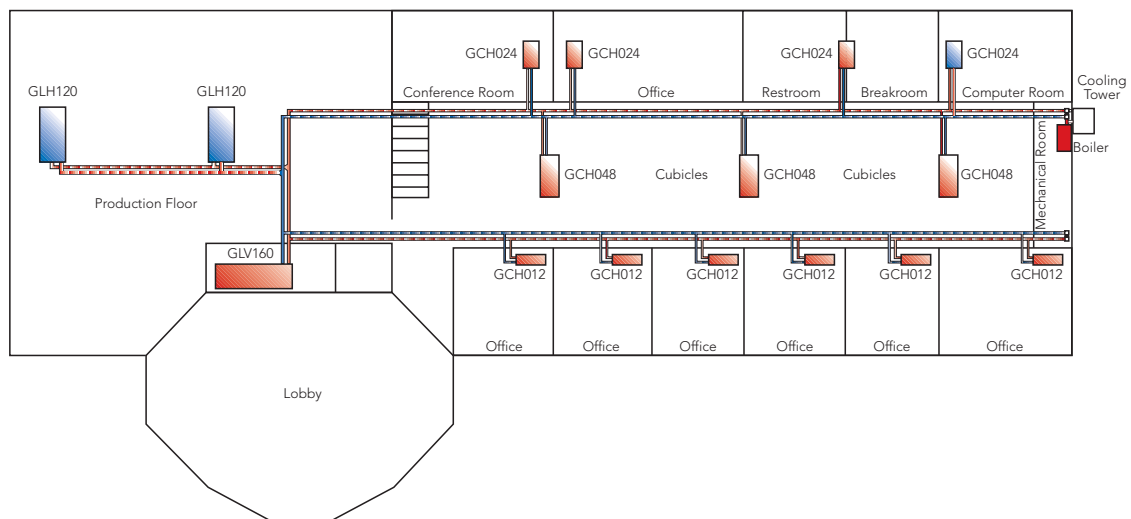 GCH024
GCH024
GCH024
GCH024
Cooling
Tower
GLH120
GLH120
Conference Room
Office
Restroom
Breakroom
Computer Room
Boiler
Mechanical Room
GCH048
Cubicles
GCH048
Cubicles
GCH048
Production Floor
GLV160
GCH012
GCH012
GCH012
GCH012
GCH012
GCH012
Office
Office
Office
Office
Office
Office
Lobby